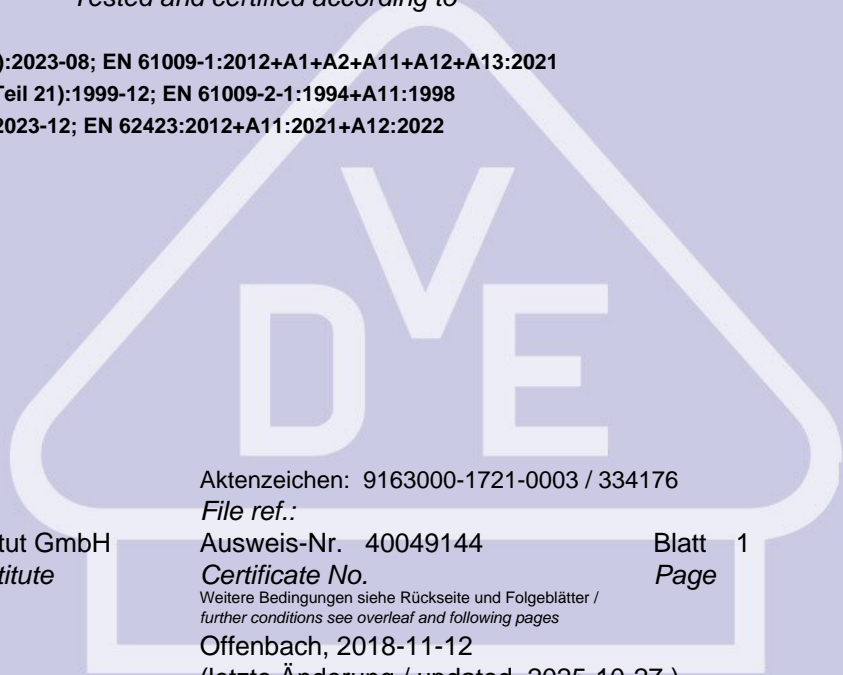 Tested and certified according to
):2023-08; EN 61009-1:2012+A1+A2+A11+A12+A13:2021
Teil 21):1999-12; EN 61009-2-1:1994+A11:1998
2023-12; EN 62423:2012+A11:2021+A12:2022
VDE
Aktenzeichen: 9163000-1721-0003 / 334176
File ref.:
tut GmbH Ausweis-Nr. 40049144 Blatt 1
titute Certificate No. Page
Weitere Bedingungen siehe Rückseite und Folgeblätter /
further conditions see overleaf and following pages
Offenbach, 2018-11-12
(letzte Änderung / updated 2025-10-27 )